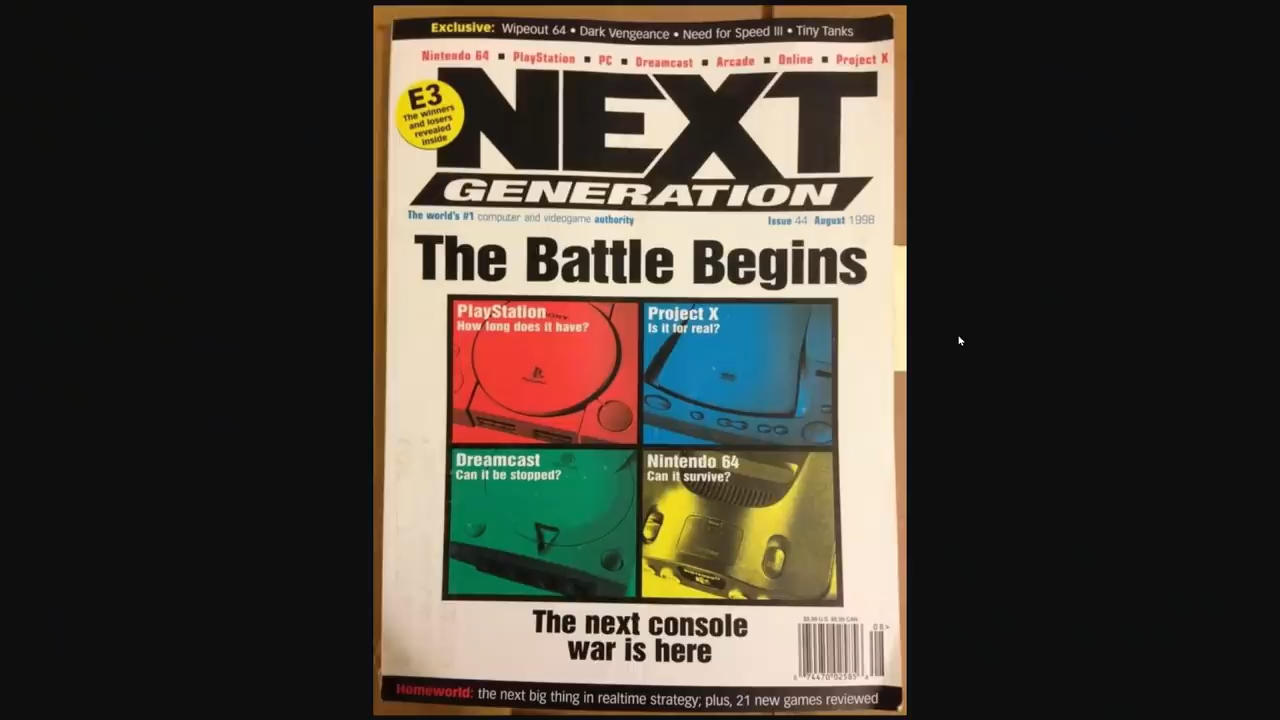 Exclusive: Wipeout 64 • Dark Vengeance • Need for Speed III • Tiny Tanks
Nintendo 64 ■ PlayStation ■ PC ■ Dreamcast ■ Arcade ■ Online ■ Project X
E3
The winners
and losers
revealed
inside
NEXT
GENERATION
The world's #1 computer and videogame authority
Issue 44 August 1998
The Battle Begins
PlayStation
How long does it have?
Project X
Is it for real?
Dreamcast
Can it be stopped?
Nintendo 64
Can it survive?
The next console
war is here
08>
Homeworld: the next big thing in realtime strategy; plus, 21 new games reviewed